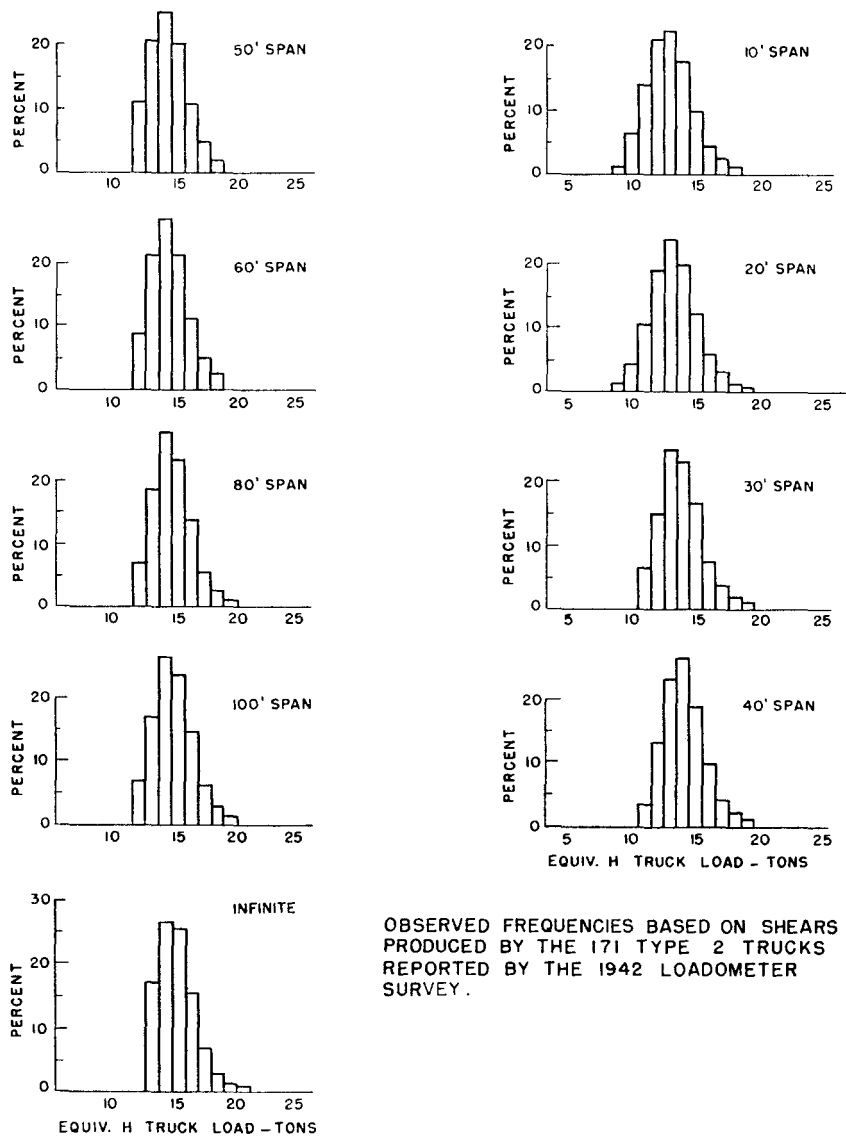 20
10
0
PERCENT
50' SPAN
10 15 20 25
20
10
0
PERCENT
60' SPAN
10 15 20 25
20
10
0
PERCENT
80' SPAN
10 15 20 25
20
10
0
PERCENT
100' SPAN
10 15 20 25
30
20
10
0
PERCENT
INFINITE
10 15 20 25
EQUIV. H TRUCK LOAD - TONS
20
10
0
PERCENT
10' SPAN
5 10 15 20 25
20
10
0
PERCENT
20' SPAN
5 10 15 20 25
20
10
0
PERCENT
30' SPAN
5 10 15 20 25
20
10
0
PERCENT
40' SPAN
5 10 15 20 25
EQUIV. H TRUCK LOAD - TONS
OBSERVED FREQUENCIES BASED ON SHEARS
PRODUCED BY THE 171 TYPE 2 TRUCKS
REPORTED BY THE 1942 LOADOMETER
SURVEY.